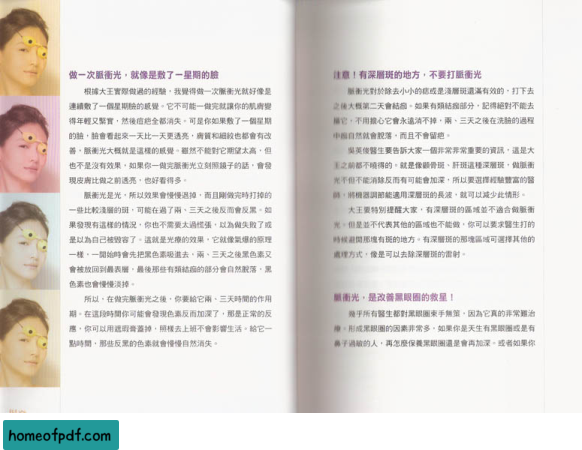 做一次脈衝光，就像是敷了一星期的臉
根據大王實際做過的經驗，我覺得做一次脈衝光就好像是
連續敷了一個星期臉的感覺。它不可能一做完就讓你的肌膚變
得年輕又緊實，然後痘疤全都消失。可是你如果敷了一個星期
的臉，臉會看起來一天比一天更透亮，膚質和細紋也都會有改
善，脈衝光大概就是這樣的感覺。雖然不能對它期望太高，但
也不是沒有效果。如果你一做完脈衝光立刻照鏡子的話，會發
現皮膚比做之前透亮，也好看得多。
脈衝光是光，所以效果會慢慢退掉，而且剛做完時打掉的
一些比較淺層的斑，可能在過了兩、三天之後而會反黑。如果
發現有這樣的情況，你也不需要太過慌張，以為做失敗了或
是以為自己被毀容了。這就是光療的效果，它就像第爆的原理
一樣，一開始時會先把黑色素吸進去，兩、三天之後黑色素又
會被放回到最表層，最後那些有類結痂的部分會自然脫落，黑
色素也會慢慢淡掉。
所以、在做完脈衝光之後，你要給它兩、三天時間的作用
期。在這段時間你可能會發現色素反而加深了，那是正常的反
應，你可以用遮瑕膏蓋掉，照樣去上班不會影響生活。給它一
點時間，那些反黑的色素就會慢慢自然消失。
注意！有深層斑的地方，不要打脈衝光
脈衝光對於除去小小的痣或是淺層斑還滿有效的，打下去
之後大概第二天會結痂。如果有類結痂部分，記得絕對不能去
摳它，不用擔心它會永遠消不掉，兩、三天之後在洗臉的過程
中痂自然就會脫落，而且不會留疤。
吳英俊醫生要告訴大家一個非常非常重要的資訊，這是大
王之前都不曉得的。就是像顴骨斑、肝斑這種深層斑，做脈衝
光不但不能消除反而有可能會加深，所以要選擇經驗豐富的醫
師，將機器調節能適用深層斑的長波，就可以減少此情形。
大王要特別提醒大家，有深層斑的區域並不適合做脈衝
光，但是並不代表其他的區域也不能做，你可以要求醫生打的
時候避開那塊有斑的地方。有深層斑的那塊區域可選擇其他的
處理方式，像是可以去除深層斑的雷射。
脈衝光，是改善黑眼圈的救星！
幾乎所有醫生都對黑眼圈束手無策，因為它真的非常難治
療。形成黑眼圈的因素非常多，如果你是天生有黑眼圈或是有
鼻子過敏的人，再怎麼保養黑眼圈還是會再加深。或者如果你
homeofpdf.com